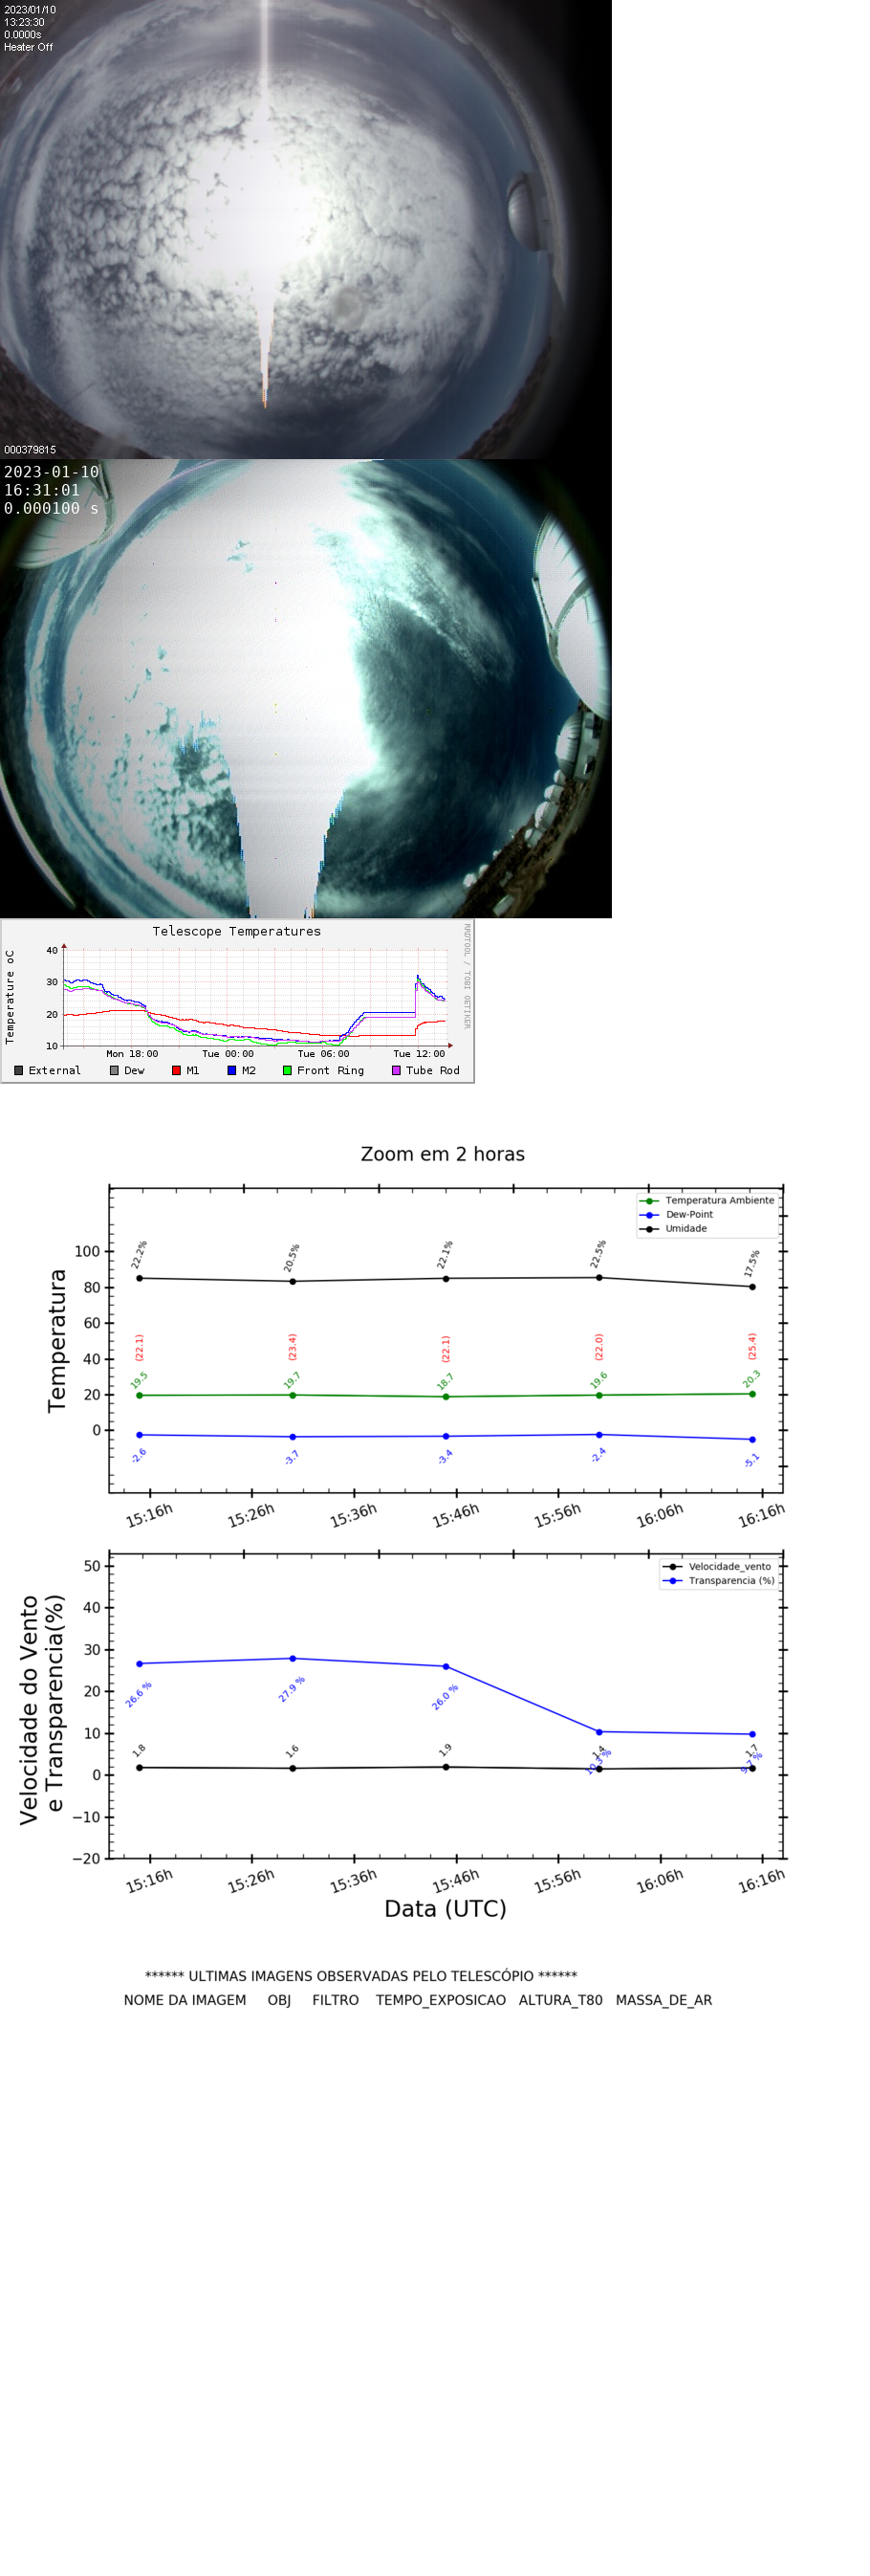 2023/01/10
13:23:30
0.0000s
Heater Off
000379815
2023-01-10
16:31:01
0.000100 s
Telescope Temperatures
RRDTOOL / TOBI OETIKER
Temperature oC
40
30
20
10
Mon 18:00 Tue 00:00 Tue 06:00 Tue 12:00
External Dew M1 M2 Front Ring Tube Rod
Zoom em 2 horas
Temperatura Ambiente
Dew-Point
Umidade
Temperatura
100
80
60
40
20
0
22.2% 20.5% 22.1% 22.5% 17.5%
(22.1) (23.4) (22.1) (22.0) (25.4)
19.5 19.7 18.7 19.6 20.3
-2.6 -3.7 -3.4 -2.4 -5.1
15:16h 15:26h 15:36h 15:46h 15:56h 16:06h 16:16h
Velocidade_vento
Transparencia (%)
Velocidade do Vento
e Transparencia(%)
50
40
30
20
10
0
−10
−20
26.6 % 27.9 % 26.0 % 10.3 % 9.7 %
1.8 1.6 1.9 1.4 1.7
15:16h 15:26h 15:36h 15:46h 15:56h 16:06h 16:16h
Data (UTC)
****** ULTIMAS IMAGENS OBSERVADAS PELO TELESCÓPIO ******
NOME DA IMAGEM OBJ FILTRO TEMPO_EXPOSICAO ALTURA_T80 MASSA_DE_AR